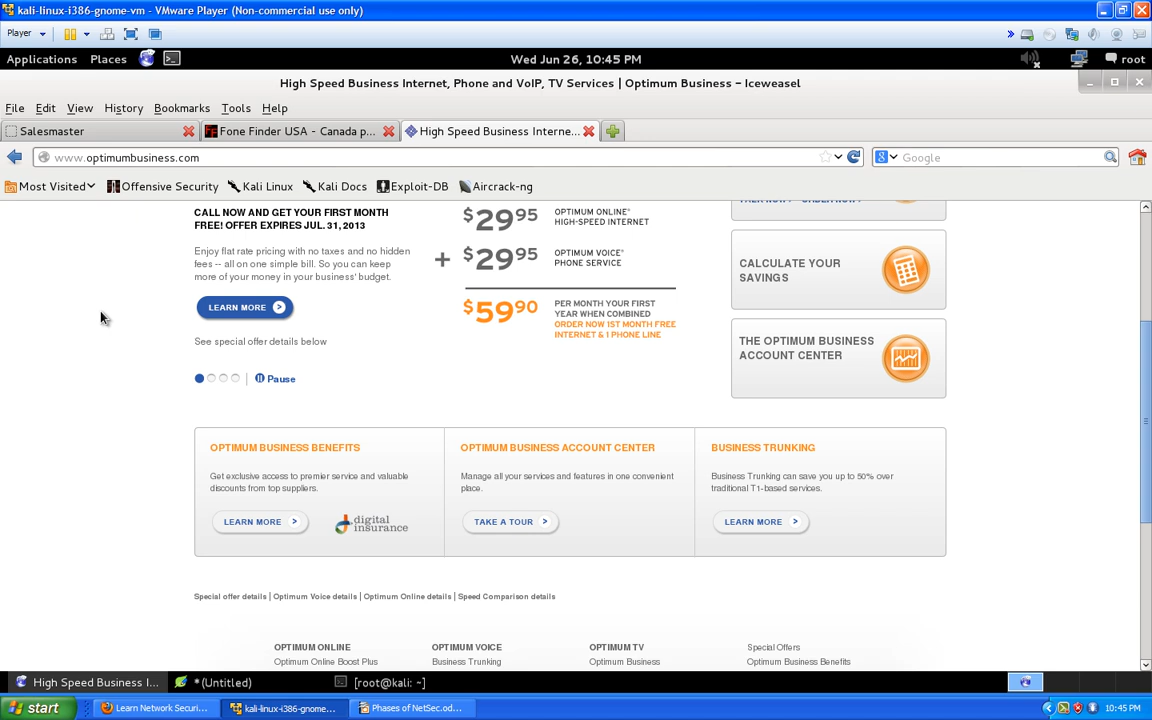 kali-linux-i386-gnome-vm - VMware Player (Non-commercial use only)
Player
Applications Places Wed Jun 26, 10:45 PM root
High Speed Business Internet, Phone and VoIP, TV Services | Optimum Business - Iceweasel
File Edit View History Bookmarks Tools Help
Salesmaster Fone Finder USA - Canada p... High Speed Business Interne...
www.optimumbusiness.com Google
Most Visited Offensive Security Kali Linux Kali Docs Exploit-DB Aircrack-ng
CALL NOW AND GET YOUR FIRST MONTH
FREE! OFFER EXPIRES JUL. 31, 2013
Enjoy flat rate pricing with no taxes and no hidden
fees -- all on one simple bill. So you can keep
more of your money in your business' budget.
LEARN MORE
See special offer details below
Pause
$29 95 OPTIMUM ONLINE®
HIGH-SPEED INTERNET
+ $29 95 OPTIMUM VOICE™
PHONE SERVICE
$59 90 PER MONTH YOUR FIRST
YEAR WHEN COMBINED
ORDER NOW 1ST MONTH FREE
INTERNET & 1 PHONE LINE
CALCULATE YOUR
SAVINGS
THE OPTIMUM BUSINESS
ACCOUNT CENTER
OPTIMUM BUSINESS BENEFITS
Get exclusive access to premier service and valuable
discounts from top suppliers.
LEARN MORE
digital
insurance
OPTIMUM BUSINESS ACCOUNT CENTER
Manage all your services and features in one convenient
place.
TAKE A TOUR
BUSINESS TRUNKING
Business Trunking can save you up to 50% over
traditional T1-based services.
LEARN MORE
Special offer details | Optimum Voice details | Optimum Online details | Speed Comparison details
OPTIMUM ONLINE OPTIMUM VOICE OPTIMUM TV Special Offers
Optimum Online Boost Plus Business Trunking Optimum Business Optimum Business Benefits
High Speed Business I... *(Untitled) [root@kali: ~]
start Learn Network Securi... kali-linux-i386-gnome... Phases of NetSec.od... 10:45 PM